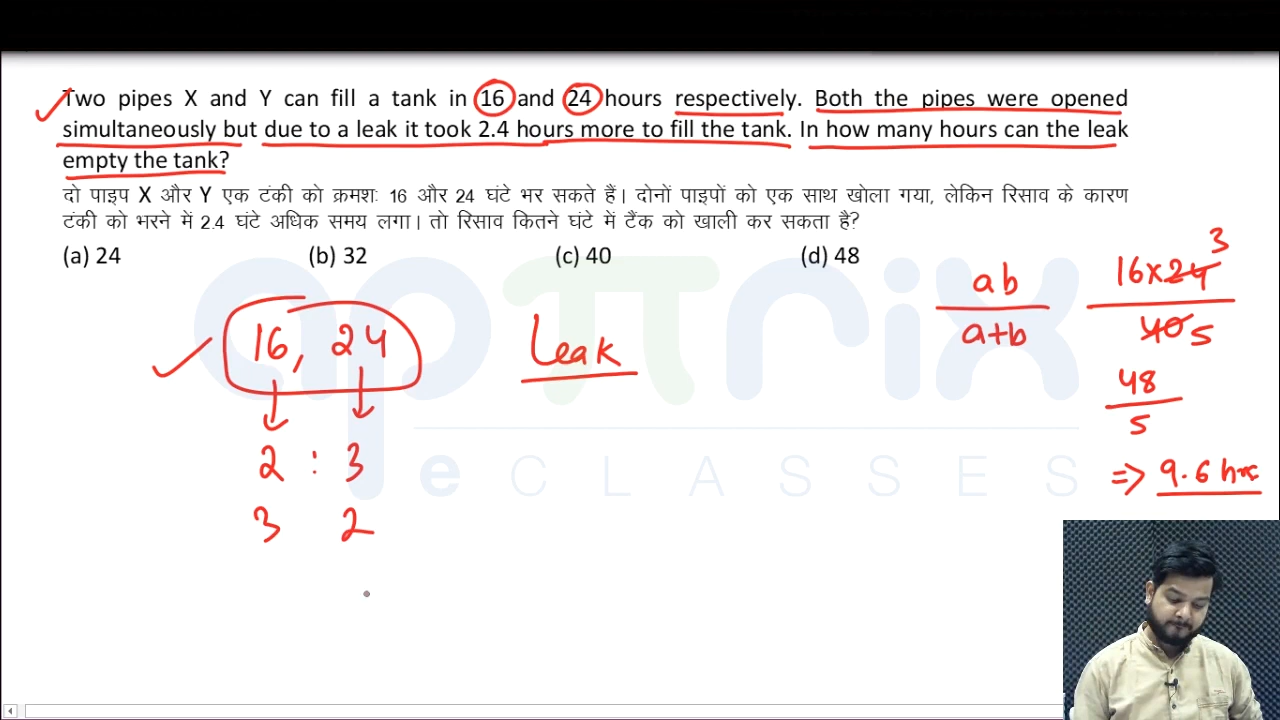 Two pipes X and Y can fill a tank in 16 and 24 hours respectively. Both the pipes were opened
simultaneously but due to a leak it took 2.4 hours more to fill the tank. In how many hours can the leak
empty the tank?
दो पाइप X और Y एक टंकी को क्रमशः 16 और 24 घंटे भर सकते हैं। दोनों पाइपों को एक साथ खोला गया, लेकिन रिसाव के कारण
टंकी को भरने में 2.4 घंटे अधिक समय लगा। तो रिसाव कितने घंटे में टैंक को खाली कर सकता है?
(a) 24 (b) 32 (c) 40 (d) 48
apπrix
e CLASSES
16, 24
2 : 3
3 2
Leak
ab
a+b
16×24 3
40 5
48
5
=> 9.6 hrs